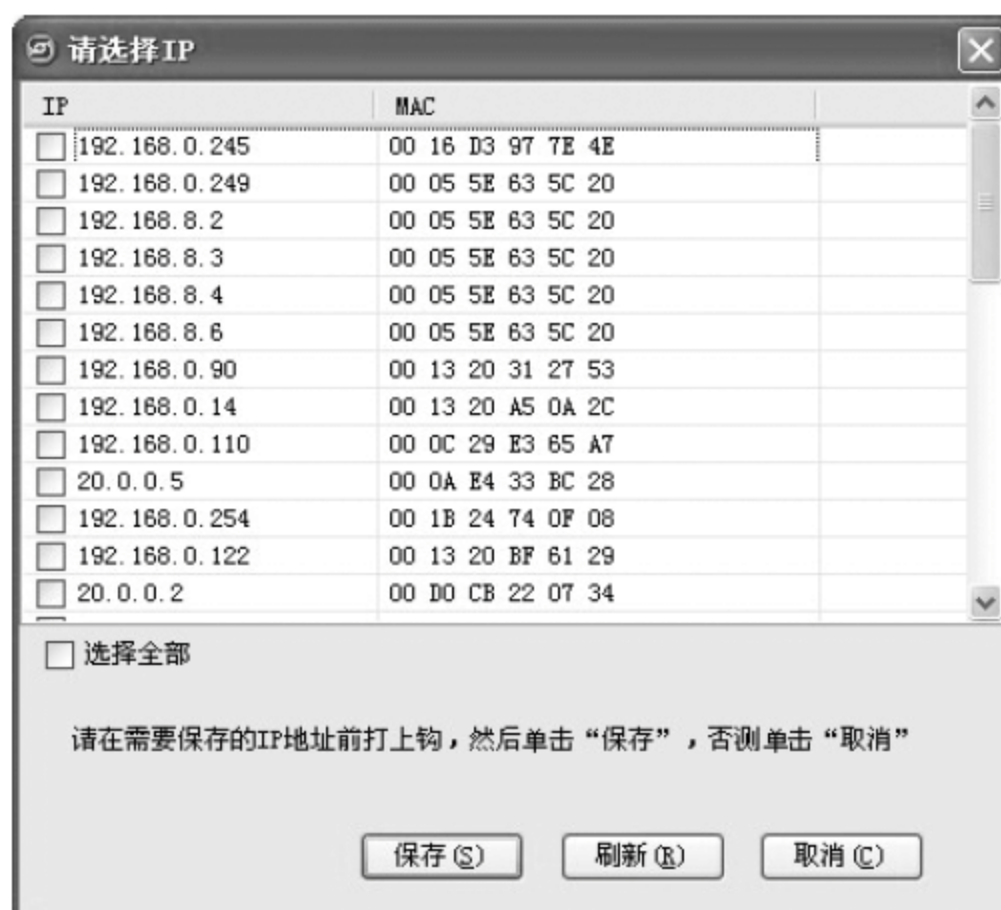 请选择IP
IP MAC
192.168.0.245 00 16 D3 97 7E 4E
192.168.0.249 00 05 5E 63 5C 20
192.168.8.2 00 05 5E 63 5C 20
192.168.8.3 00 05 5E 63 5C 20
192.168.8.4 00 05 5E 63 5C 20
192.168.8.6 00 05 5E 63 5C 20
192.168.0.90 00 13 20 31 27 53
192.168.0.14 00 13 20 A5 0A 2C
192.168.0.110 00 0C 29 E3 65 A7
20.0.0.5 00 0A E4 33 BC 28
192.168.0.254 00 1B 24 74 0F 08
192.168.0.122 00 13 20 BF 61 29
20.0.0.2 00 D0 CB 22 07 34
选择全部
请在需要保存的IP地址前打上钩，然后单击“保存”，否测单击“取消”
保存(S) 刷新(R) 取消(C)